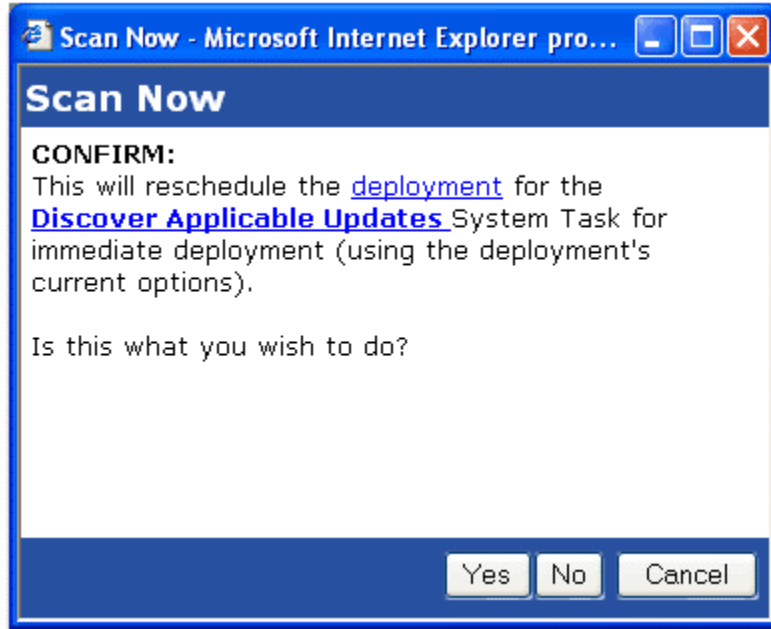 Scan Now - Microsoft Internet Explorer pro...
Scan Now
CONFIRM:
This will reschedule the deployment for the
Discover Applicable Updates System Task for
immediate deployment (using the deployment's
current options).
Is this what you wish to do?
Yes No Cancel